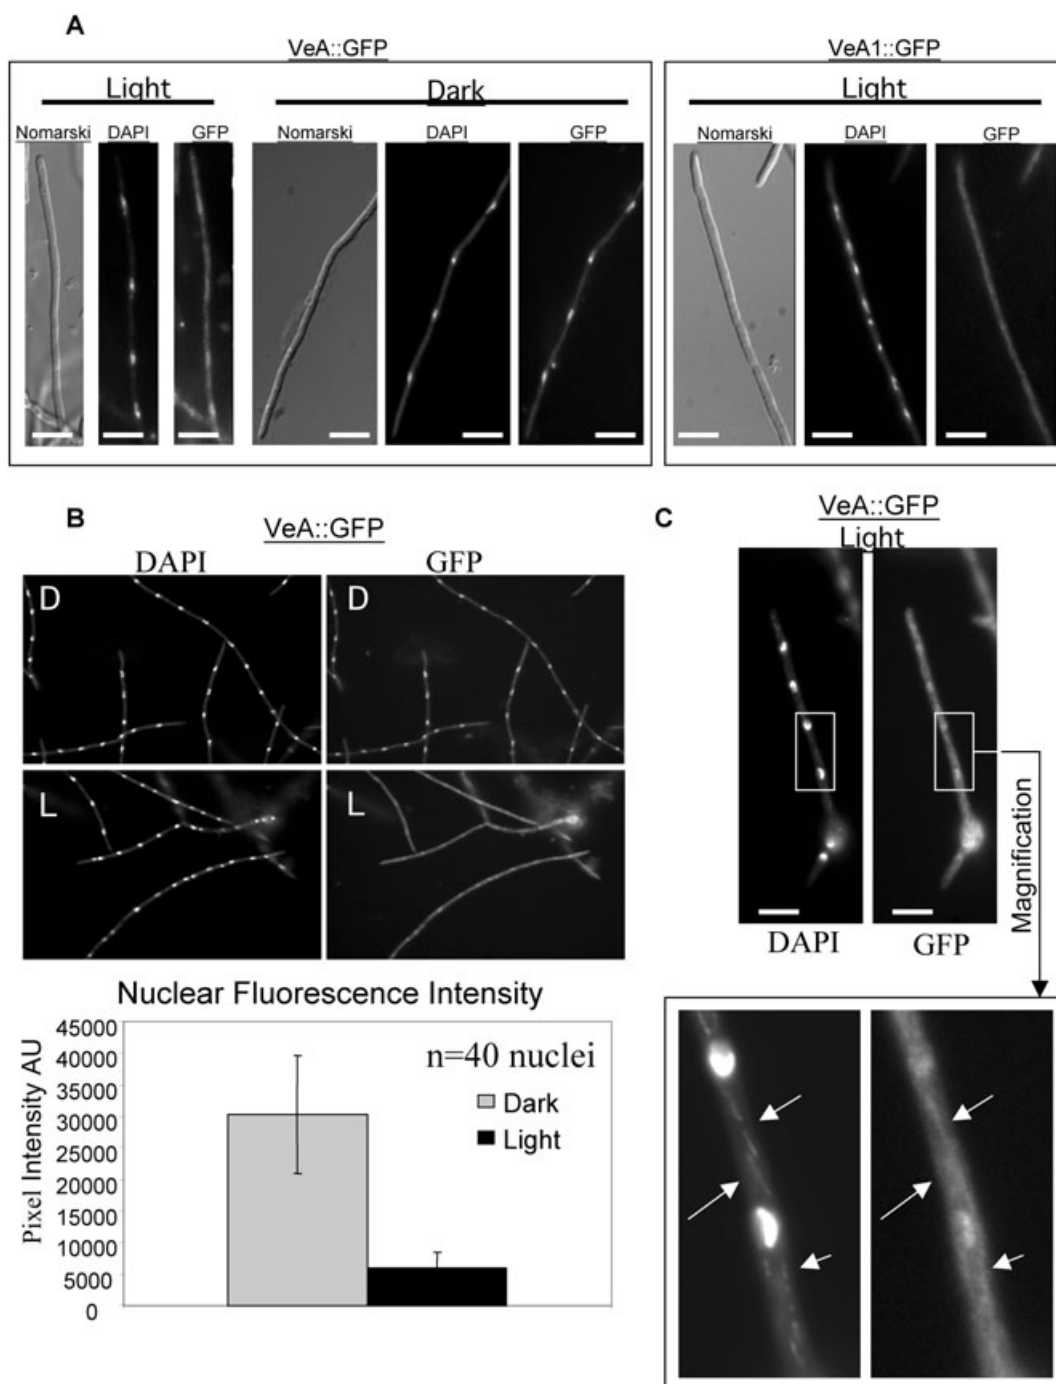 A
VeA::GFP
VeA1::GFP
Light
Dark
Light
Nomarski
DAPI
GFP
Nomarski
DAPI
GFP
Nomarski
DAPI
GFP
B
VeA::GFP
DAPI
GFP
D
D
L
L
Nuclear Fluorescence Intensity
Pixel Intensity AU
45000
40000
35000
30000
25000
20000
15000
10000
5000
0
n=40 nuclei
Dark
Light
C
VeA::GFP
Light
DAPI
GFP
Magnification